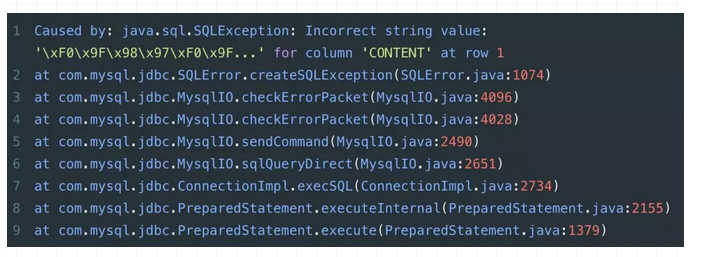 1 Caused by: java.sql.SQLException: Incorrect string value:
'\xF0\x9F\x98\x97\xF0\x9F...' for column 'CONTENT' at row 1
2 at com.mysql.jdbc.SQLError.createSQLException(SQLError.java:1074)
3 at com.mysql.jdbc.MysqlIO.checkErrorPacket(MysqlIO.java:4096)
4 at com.mysql.jdbc.MysqlIO.checkErrorPacket(MysqlIO.java:4028)
5 at com.mysql.jdbc.MysqlIO.sendCommand(MysqlIO.java:2490)
6 at com.mysql.jdbc.MysqlIO.sqlQueryDirect(MysqlIO.java:2651)
7 at com.mysql.jdbc.ConnectionImpl.execSQL(ConnectionImpl.java:2734)
8 at com.mysql.jdbc.PreparedStatement.executeInternal(PreparedStatement.java:2155)
9 at com.mysql.jdbc.PreparedStatement.execute(PreparedStatement.java:1379)